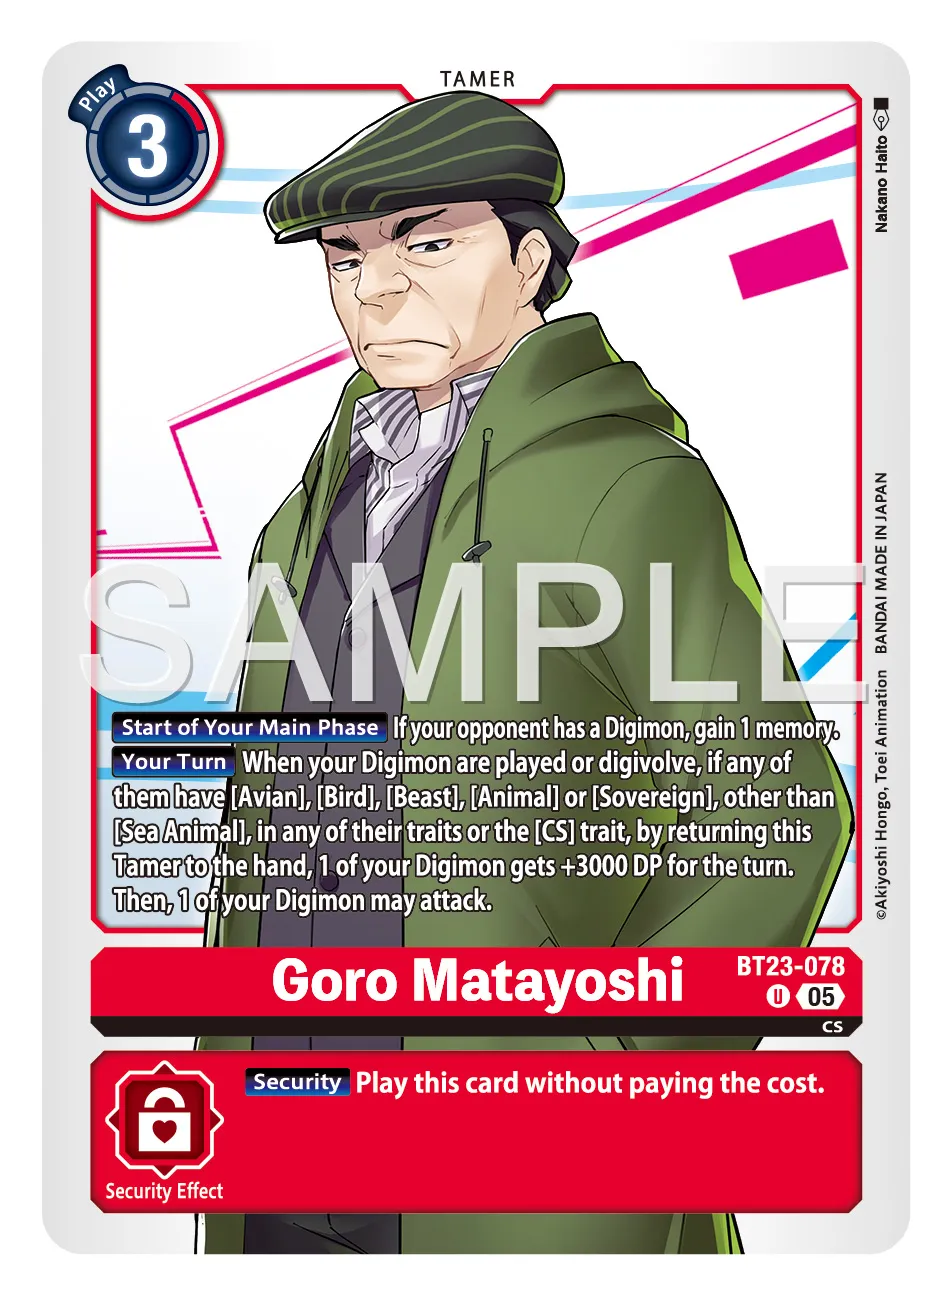 TAMER
Play
3
Nakano Haito
SAMPLE
Start of Your Main Phase If your opponent has a Digimon, gain 1 memory.
Your Turn When your Digimon are played or digivolve, if any of
them have [Avian], [Bird], [Beast], [Animal] or [Sovereign], other than
[Sea Animal], in any of their traits or the [CS] trait, by returning this
Tamer to the hand, 1 of your Digimon gets +3000 DP for the turn.
Then, 1 of your Digimon may attack.
©Akiyoshi Hongo, Toei Animation BANDAI MADE IN JAPAN
Goro Matayoshi
BT23-078
U 05
CS
Security Play this card without paying the cost.
Security Effect